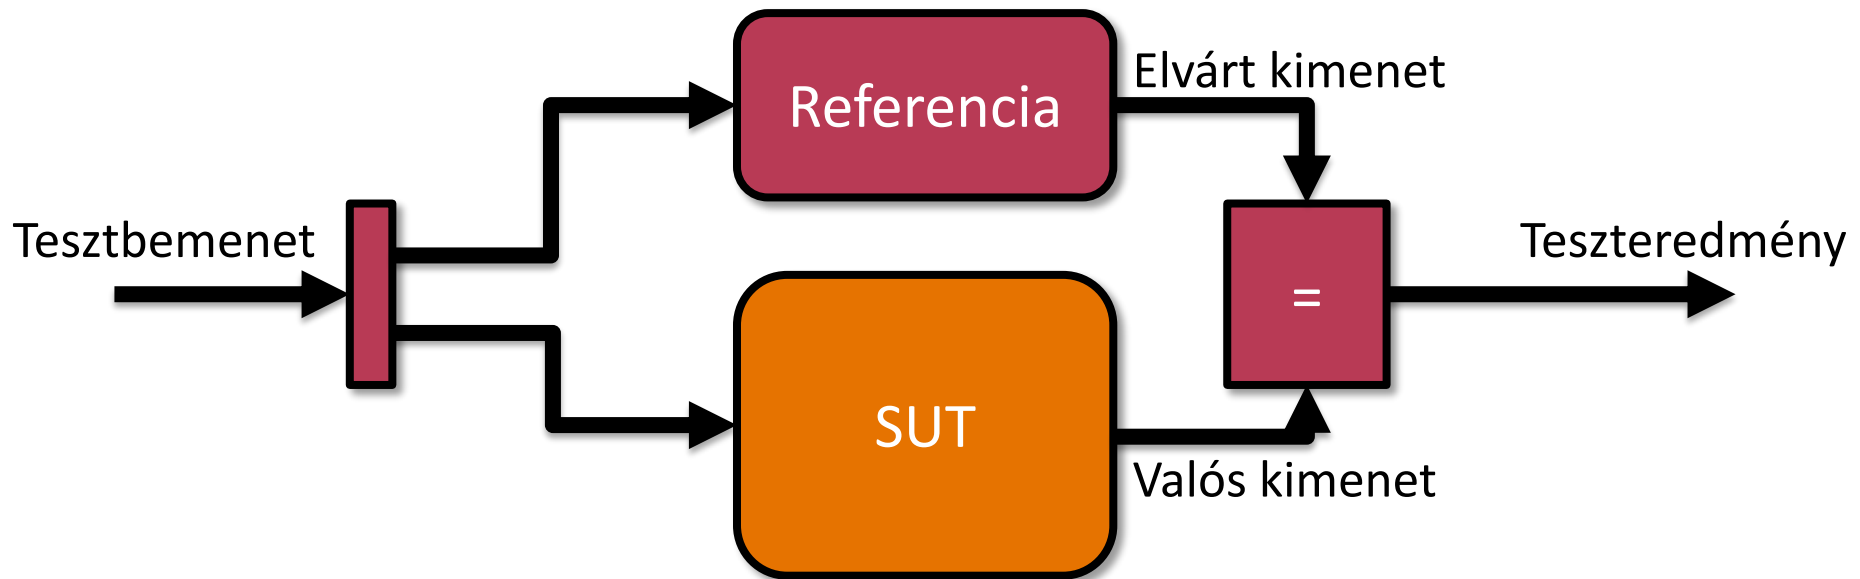 Referencia
Elvárt kimenet
Tesztbemenet
Teszteredmény
=
SUT
Valós kimenet